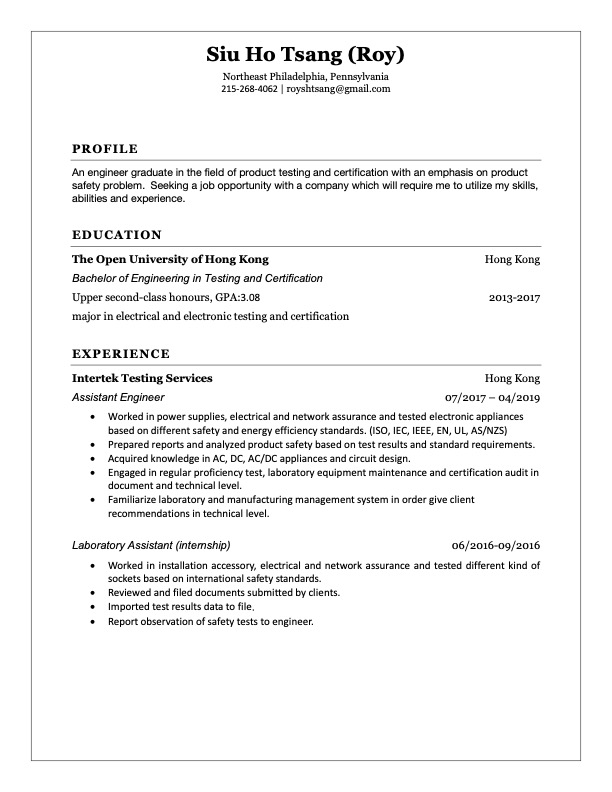 Siu Ho Tsang (Roy)
Northeast Philadelphia, Pennsylvania
215-268-4062 | royshtsang@gmail.com
PROFILE
An engineer graduate in the field of product testing and certification with an emphasis on product
safety problem.  Seeking a job opportunity with a company which will require me to utilize my skills,
abilities and experience.
EDUCATION
The Open University of Hong Kong Hong Kong
Bachelor of Engineering in Testing and Certification
Upper second-class honours, GPA:3.08 2013-2017
major in electrical and electronic testing and certification
EXPERIENCE
Intertek Testing Services Hong Kong
Assistant Engineer 07/2017 – 04/2019
• Worked in power supplies, electrical and network assurance and tested electronic appliances
based on different safety and energy efficiency standards. (ISO, IEC, IEEE, EN, UL, AS/NZS)
• Prepared reports and analyzed product safety based on test results and standard requirements.
• Acquired knowledge in AC, DC, AC/DC appliances and circuit design.
• Engaged in regular proficiency test, laboratory equipment maintenance and certification audit in
document and technical level.
• Familiarize laboratory and manufacturing management system in order give client
recommendations in technical level.
Laboratory Assistant (internship) 06/2016-09/2016
• Worked in installation accessory, electrical and network assurance and tested different kind of
sockets based on international safety standards.
• Reviewed and filed documents submitted by clients.
• Imported test results data to file.
• Report observation of safety tests to engineer.